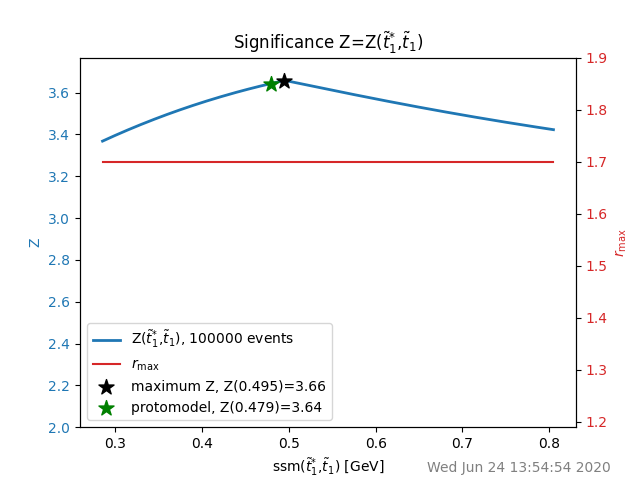 Significance Z=Z(t̃₁*,t̃₁)
3.6
3.4
3.2
3.0
2.8
2.6
2.4
2.2
2.0
Z
1.9
1.8
1.7
1.6
1.5
1.4
1.3
1.2
r_max
Z(t̃₁*,t̃₁), 100000 events
r_max
maximum Z, Z(0.495)=3.66
protomodel, Z(0.479)=3.64
0.3 0.4 0.5 0.6 0.7 0.8
ssm(t̃₁*,t̃₁) [GeV]
Wed Jun 24 13:54:54 2020